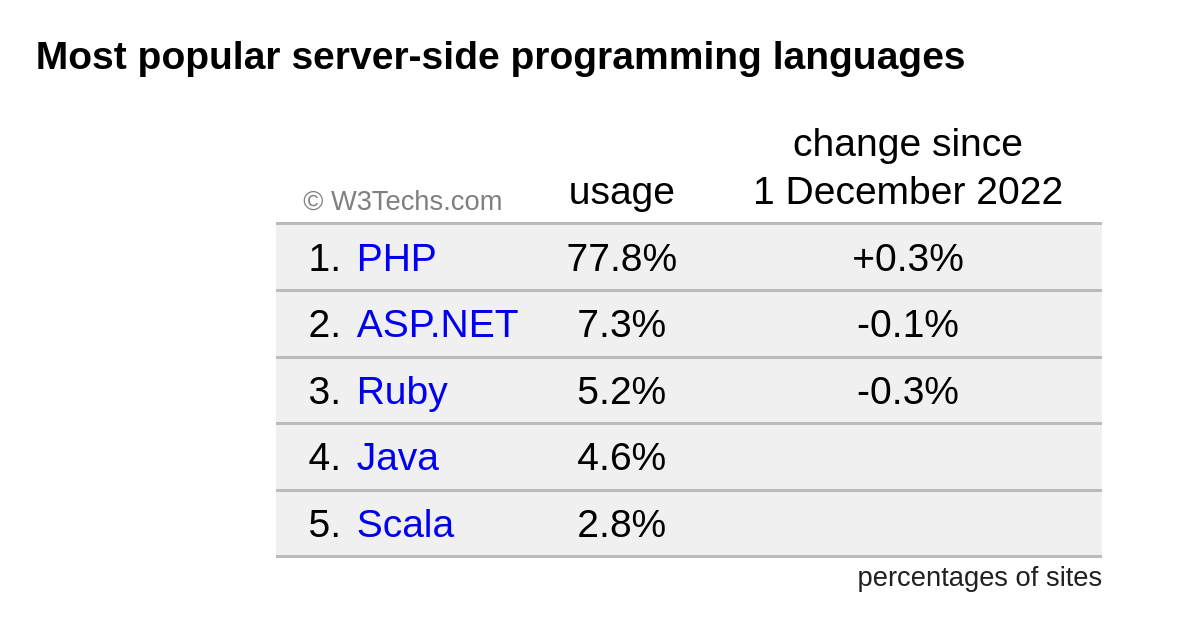 Most popular server-side programming languages
change since
© W3Techs.com usage 1 December 2022
1. PHP 77.8% +0.3%
2. ASP.NET 7.3% -0.1%
3. Ruby 5.2% -0.3%
4. Java 4.6%
5. Scala 2.8%
percentages of sites